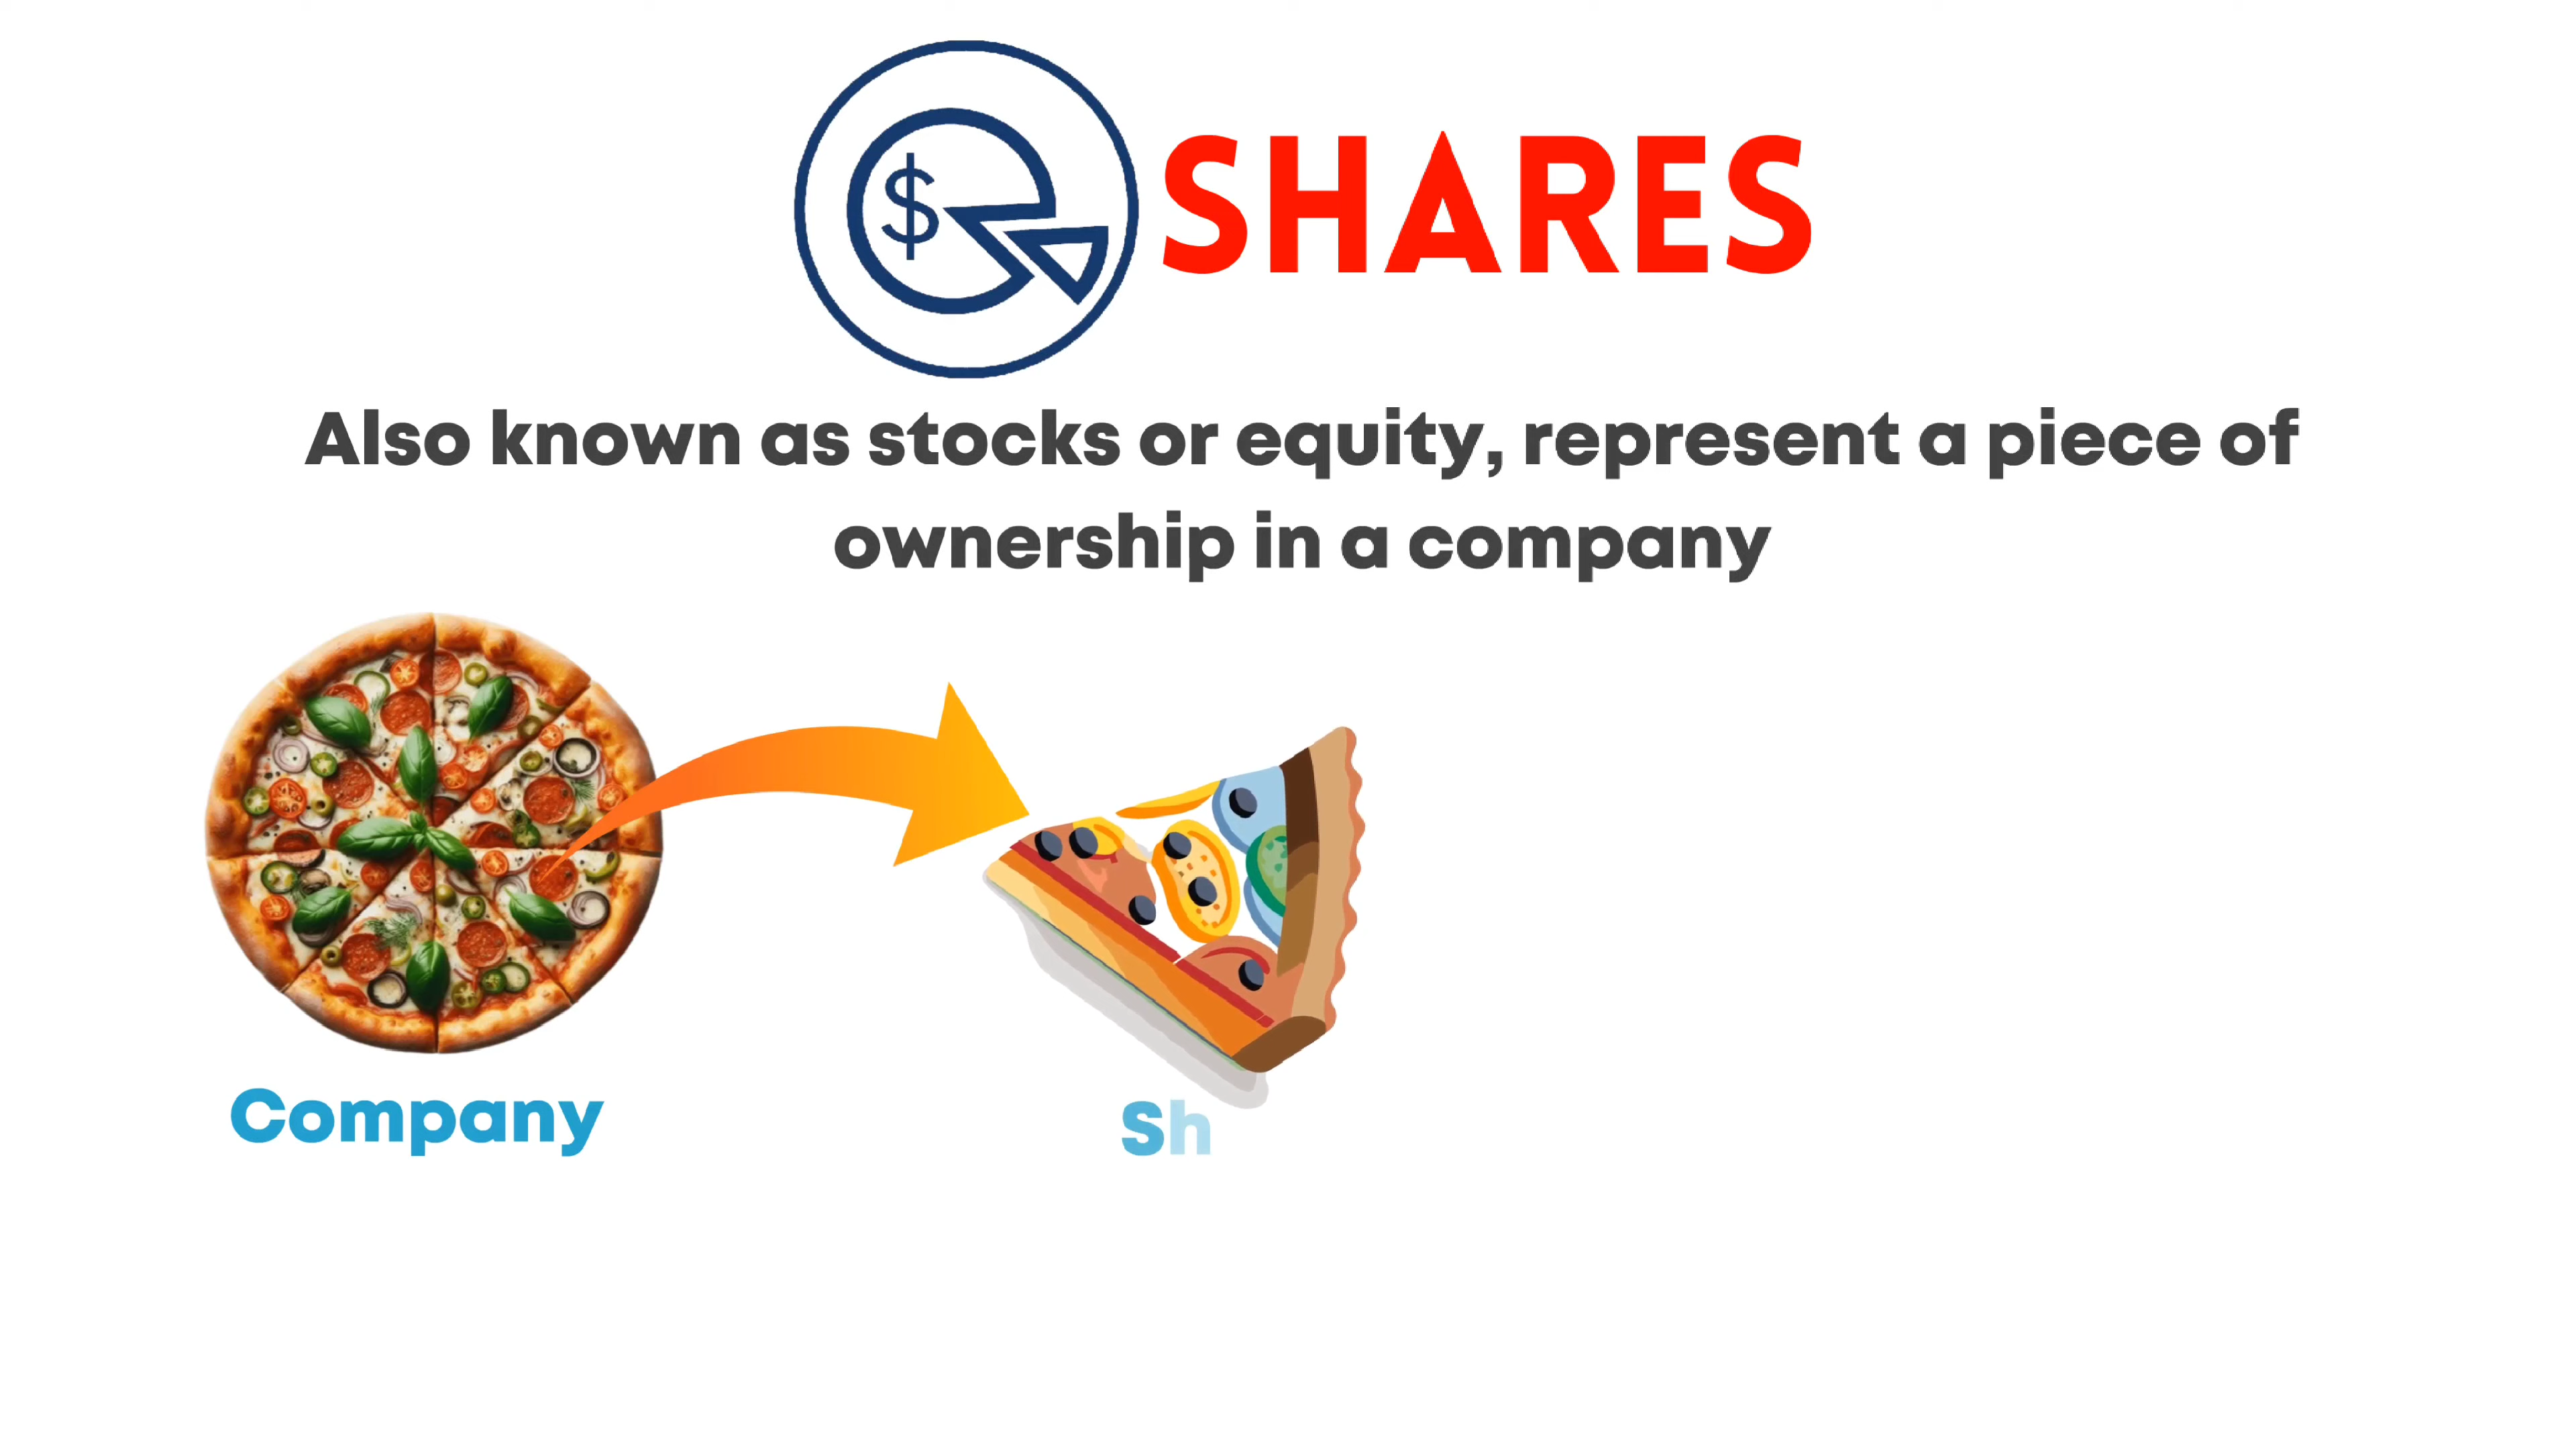 $
SHARES
Also known as stocks or equity, represent a piece of
ownership in a company
Company
Sh